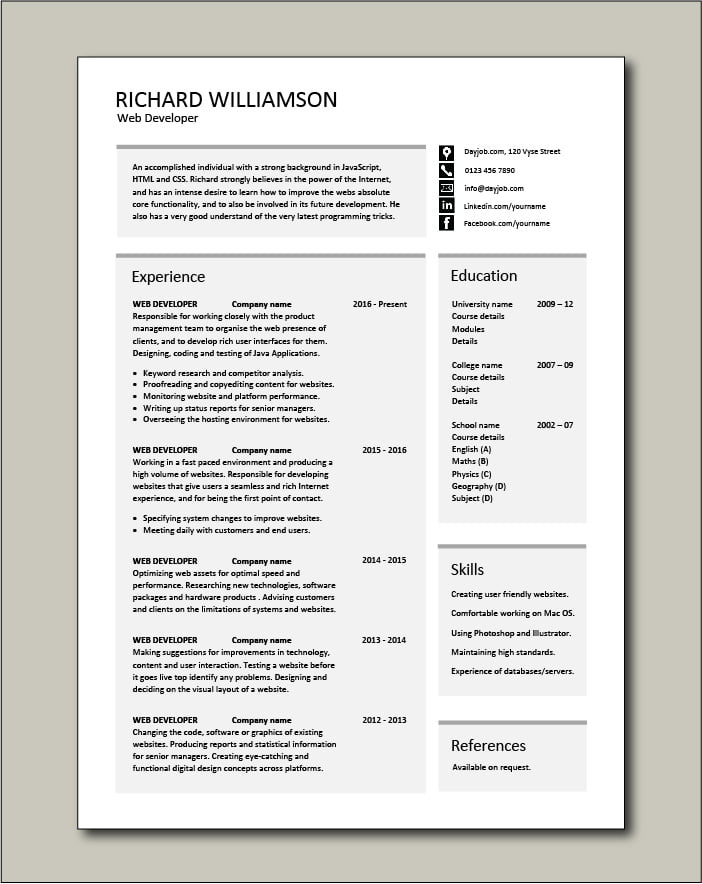 RICHARD WILLIAMSON
Web Developer
An accomplished individual with a strong background in JavaScript,
HTML and CSS. Richard strongly believes in the power of the Internet,
and has an intense desire to learn how to improve the webs absolute
core functionality, and to also be involved in its future development. He
also has a very good understand of the very latest programming tricks.
Dayjob.com, 120 Vyse Street
0123 456 7890
info@dayjob.com
Linkedin.com/yourname
Facebook.com/yourname
Experience
WEB DEVELOPER Company name 2016 - Present
Responsible for working closely with the product
management team to organise the web presence of
clients, and to develop rich user interfaces for them.
Designing, coding and testing of Java Applications.
• Keyword research and competitor analysis.
• Proofreading and copyediting content for websites.
• Monitoring website and platform performance.
• Writing up status reports for senior managers.
• Overseeing the hosting environment for websites.
WEB DEVELOPER Company name 2015 - 2016
Working in a fast paced environment and producing a
high volume of websites. Responsible for developing
websites that give users a seamless and rich Internet
experience, and for being the first point of contact.
• Specifying system changes to improve websites.
• Meeting daily with customers and end users.
WEB DEVELOPER Company name 2014 - 2015
Optimizing web assets for optimal speed and
performance. Researching new technologies, software
packages and hardware products . Advising customers
and clients on the limitations of systems and websites.
WEB DEVELOPER Company name 2013 - 2014
Making suggestions for improvements in technology,
content and user interaction. Testing a website before
it goes live top identify any problems. Designing and
deciding on the visual layout of a website.
WEB DEVELOPER Company name 2012 - 2013
Changing the code, software or graphics of existing
websites. Producing reports and statistical information
for senior managers. Creating eye-catching and
functional digital design concepts across platforms.
Education
University name 2009 – 12
Course details
Modules
Details
College name 2007 – 09
Course details
Subject
Details
School name 2002 – 07
Course details
English (A)
Maths (B)
Physics (C)
Geography (D)
Subject (D)
Skills
Creating user friendly websites.
Comfortable working on Mac OS.
Using Photoshop and Illustrator.
Maintaining high standards.
Experience of databases/servers.
References
Available on request.